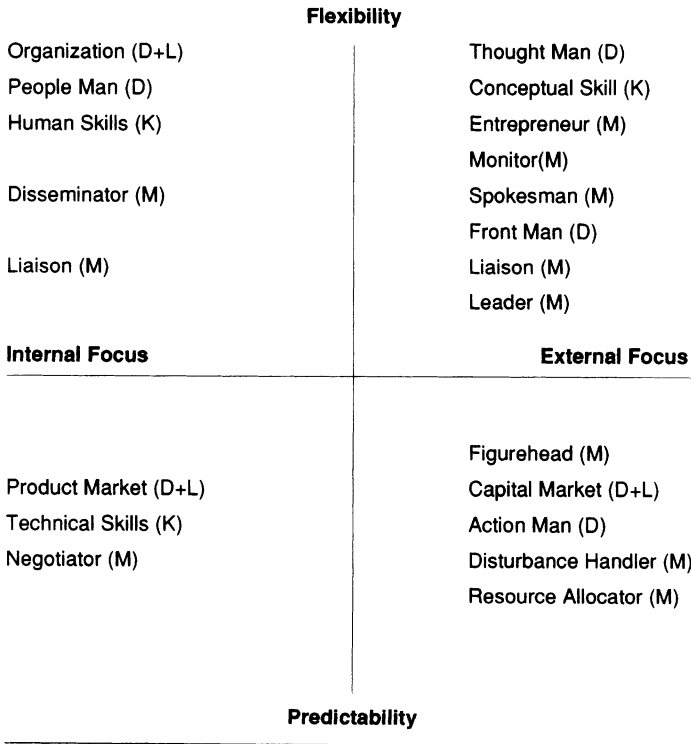 Flexibility
Organization (D+L)
People Man (D)
Human Skills (K)
Disseminator (M)
Liaison (M)
Thought Man (D)
Conceptual Skill (K)
Entrepreneur (M)
Monitor(M)
Spokesman (M)
Front Man (D)
Liaison (M)
Leader (M)
Internal Focus
External Focus
Product Market (D+L)
Technical Skills (K)
Negotiator (M)
Figurehead (M)
Capital Market (D+L)
Action Man (D)
Disturbance Handler (M)
Resource Allocator (M)
Predictability